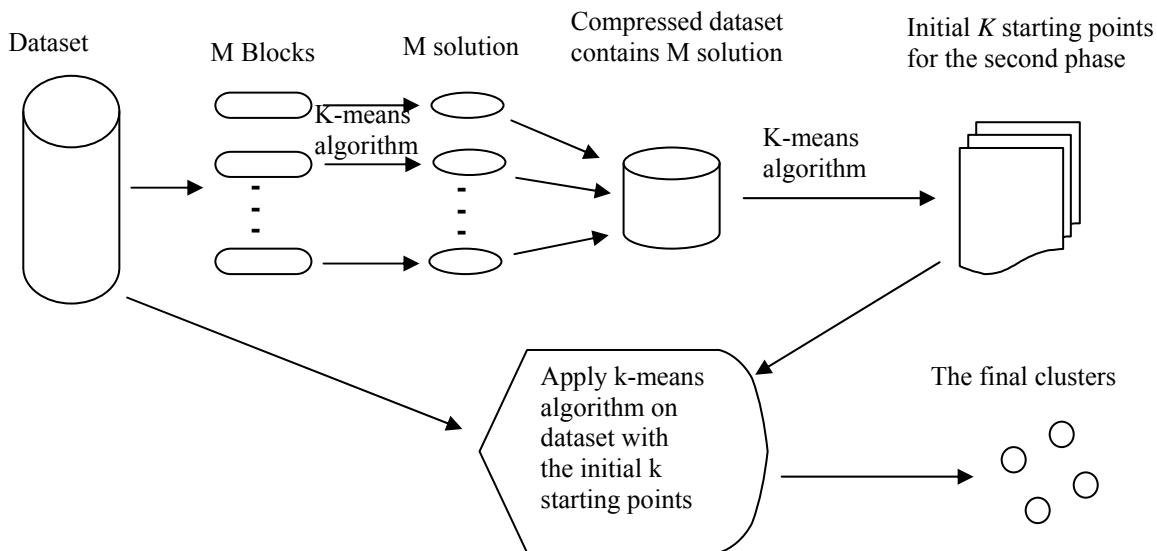 Dataset
M Blocks
M solution
Compressed dataset
contains M solution
Initial K starting points
for the second phase
K-means
algorithm
K-means
algorithm
Apply k-means
algorithm on
dataset with
the initial k
starting points
The final clusters